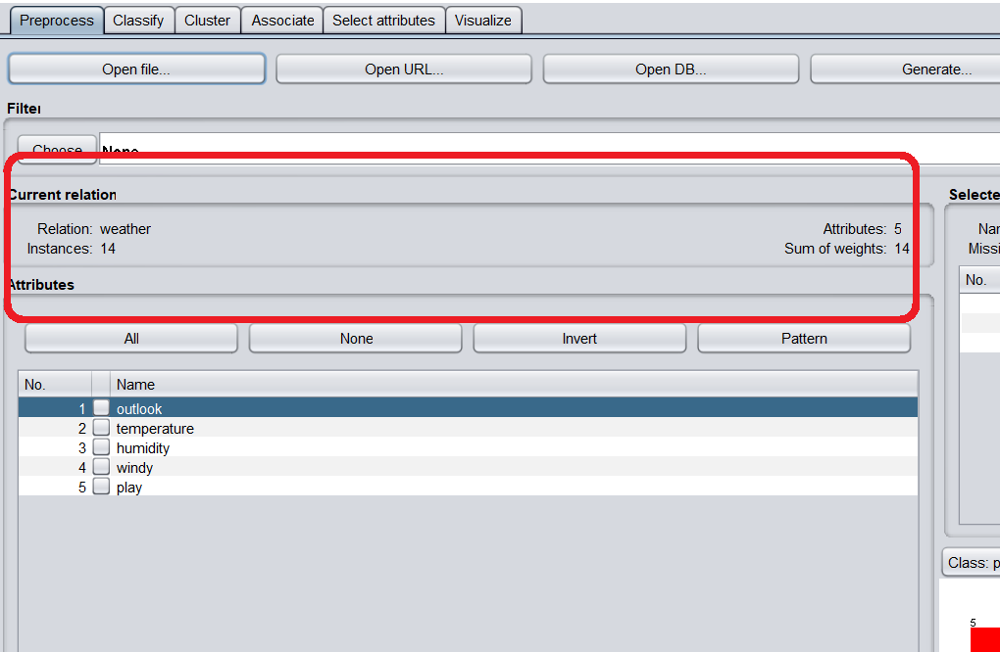 Preprocess Classify Cluster Associate Select attributes Visualize
Open file... Open URL... Open DB... Generate...
Filter
Choose None
Current relation
Relation: weather Attributes: 5
Instances: 14 Sum of weights: 14
Attributes
All None Invert Pattern
No. Name
1 outlook
2 temperature
3 humidity
4 windy
5 play
Selecte
Nar
Missi
No.
Class: p
5